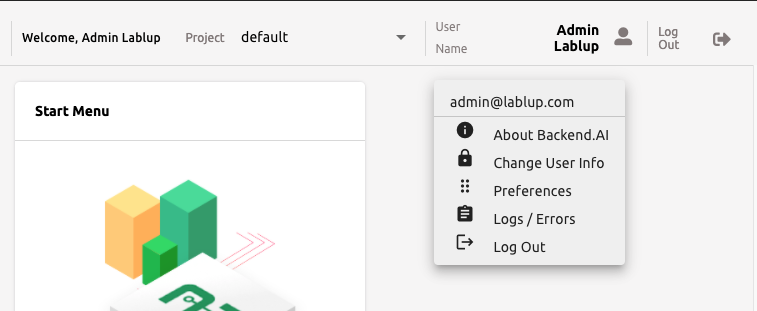 Welcome, Admin Lablup
Project
default
User
Name
Admin
Lablup
Log
Out
Start Menu
admin@lablup.com
About Backend.AI
Change User Info
Preferences
Logs / Errors
Log Out